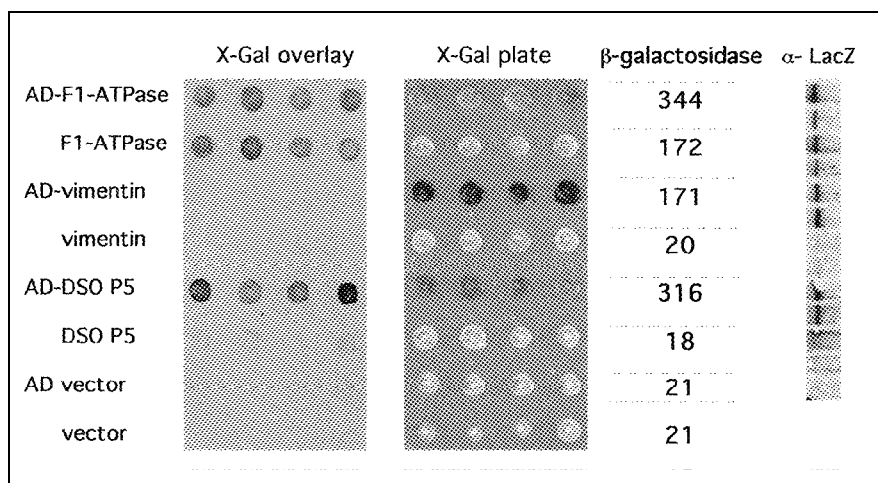 X-Gal overlay X-Gal plate β-galactosidase α- LacZ
AD-F1-ATPase 344
F1-ATPase 172
AD-vimentin 171
vimentin 20
AD-DSO P5 316
DSO P5 18
AD vector 21
vector 21